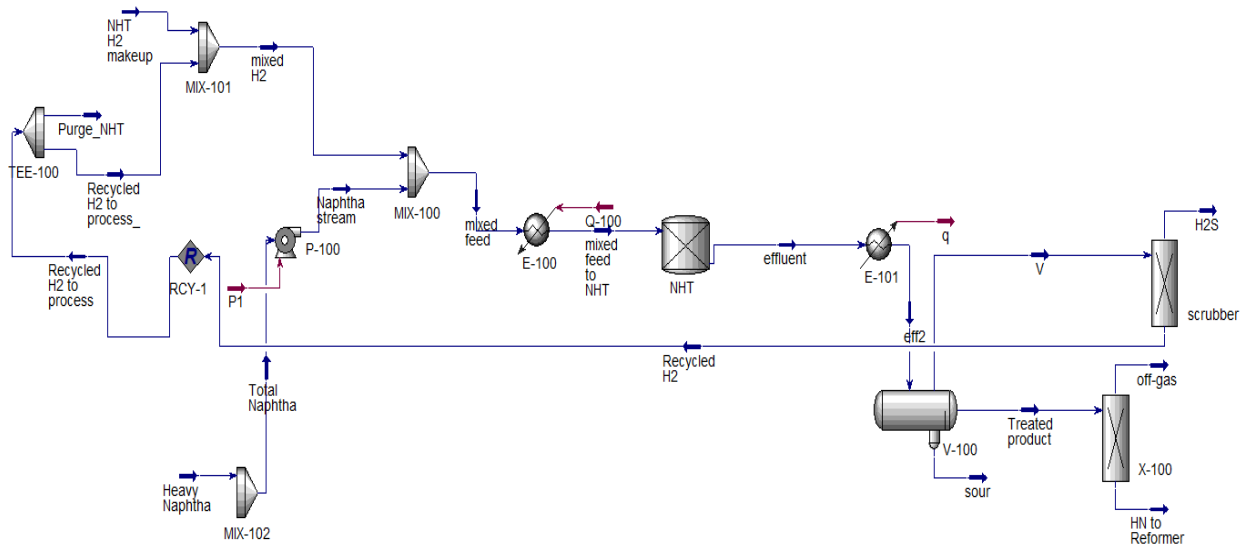 NHT
H2
makeup
MIX-101
mixed
H2
Purge_NHT
TEE-100
Recycled
H2 to
process_
MIX-100
Naphtha
stream
P-100
mixed
feed
Q-100
E-100
mixed
feed
to
NHT
NHT
effluent
E-101
q
V
H2S
scrubber
Recycled
H2 to
process
R
RCY-1
P1
eff2
Recycled
H2
Total
Naphtha
off-gas
V-100
Treated
product
X-100
sour
Heavy
Naphtha
MIX-102
HN to
Reformer